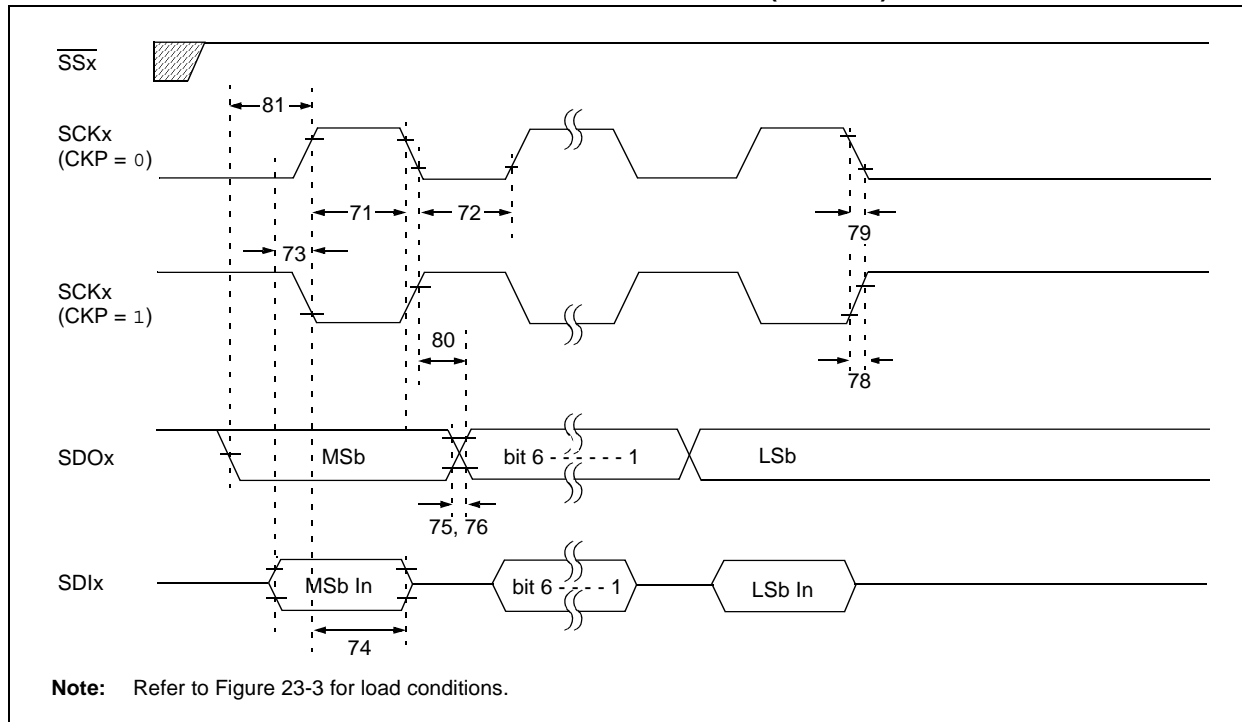 SSx
81
SCKx
(CKP = 0)
71
72
79
73
SCKx
(CKP = 1)
80
78
SDOx
MSb
bit 6 - - - - - - 1
LSb
75, 76
SDIx
MSb In
bit 6 - - - - 1
LSb In
74
Note: Refer to Figure 23-3 for load conditions.